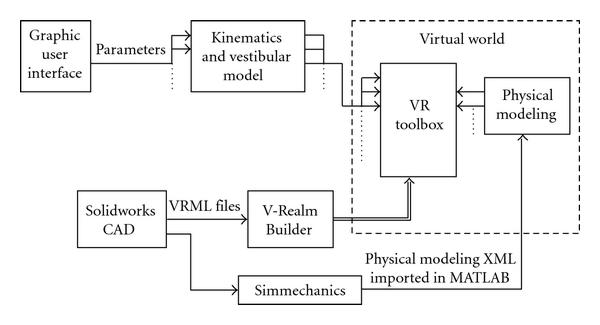 Graphic
user
interface
Parameters
Kinematics
and vestibular
model
Virtual world
VR
toolbox
Physical
modeling
Solidworks
CAD
VRML files
V-Realm
Builder
Physical modeling XML
imported in MATLAB
Simmechanics